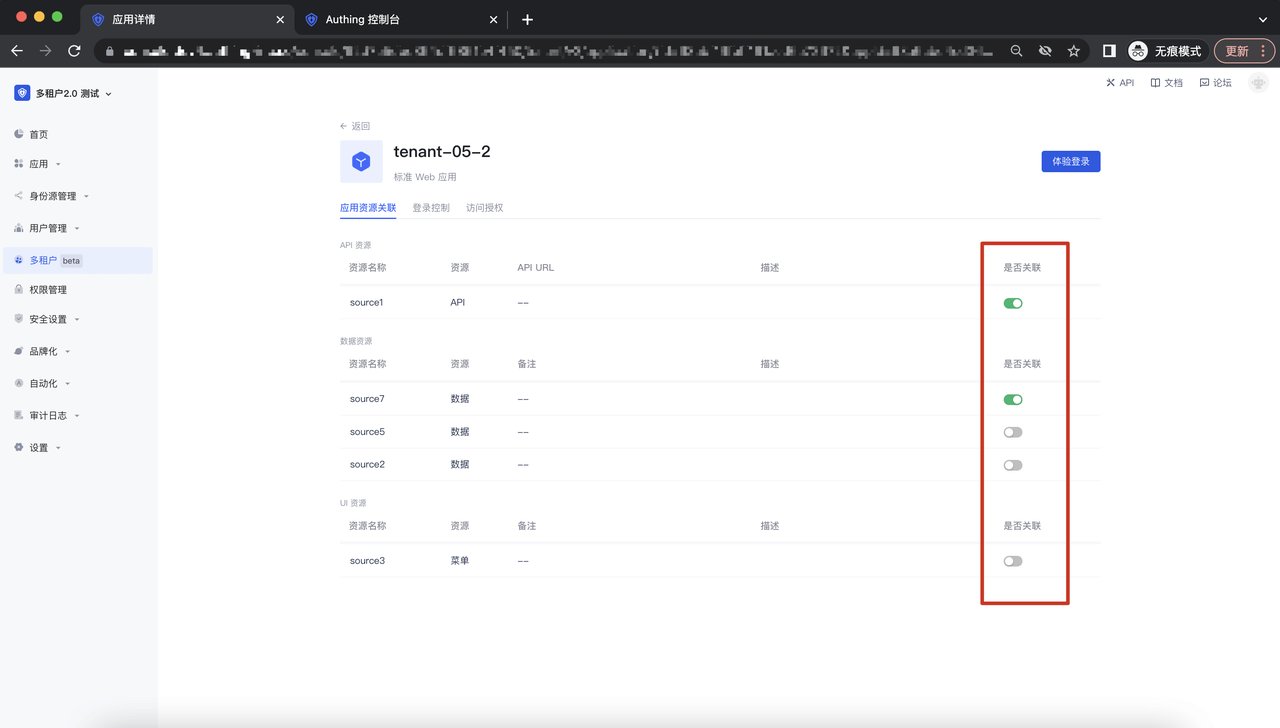 应用详情
Authing 控制台
无痕模式
更新
多租户2.0 测试
API
文档
论坛
首页
应用
身份源管理
用户管理
多租户 beta
权限管理
安全设置
品牌化
自动化
审计日志
设置
返回
tenant-05-2
标准 Web 应用
体验登录
应用资源关联 登录控制 访问授权
API 资源
资源名称 资源 API URL 描述 是否关联
source1 API --
数据资源
资源名称 资源 备注 描述 是否关联
source7 数据 --
source5 数据 --
source2 数据 --
UI 资源
资源名称 资源 备注 描述 是否关联
source3 菜单 --